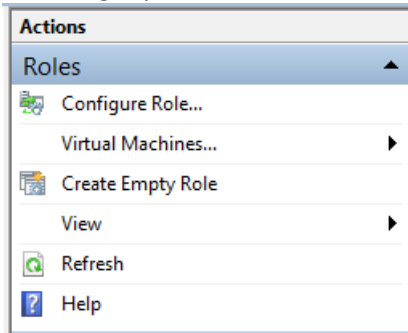 Actions
Roles
Configure Role...
Virtual Machines...
Create Empty Role
View
Refresh
Help